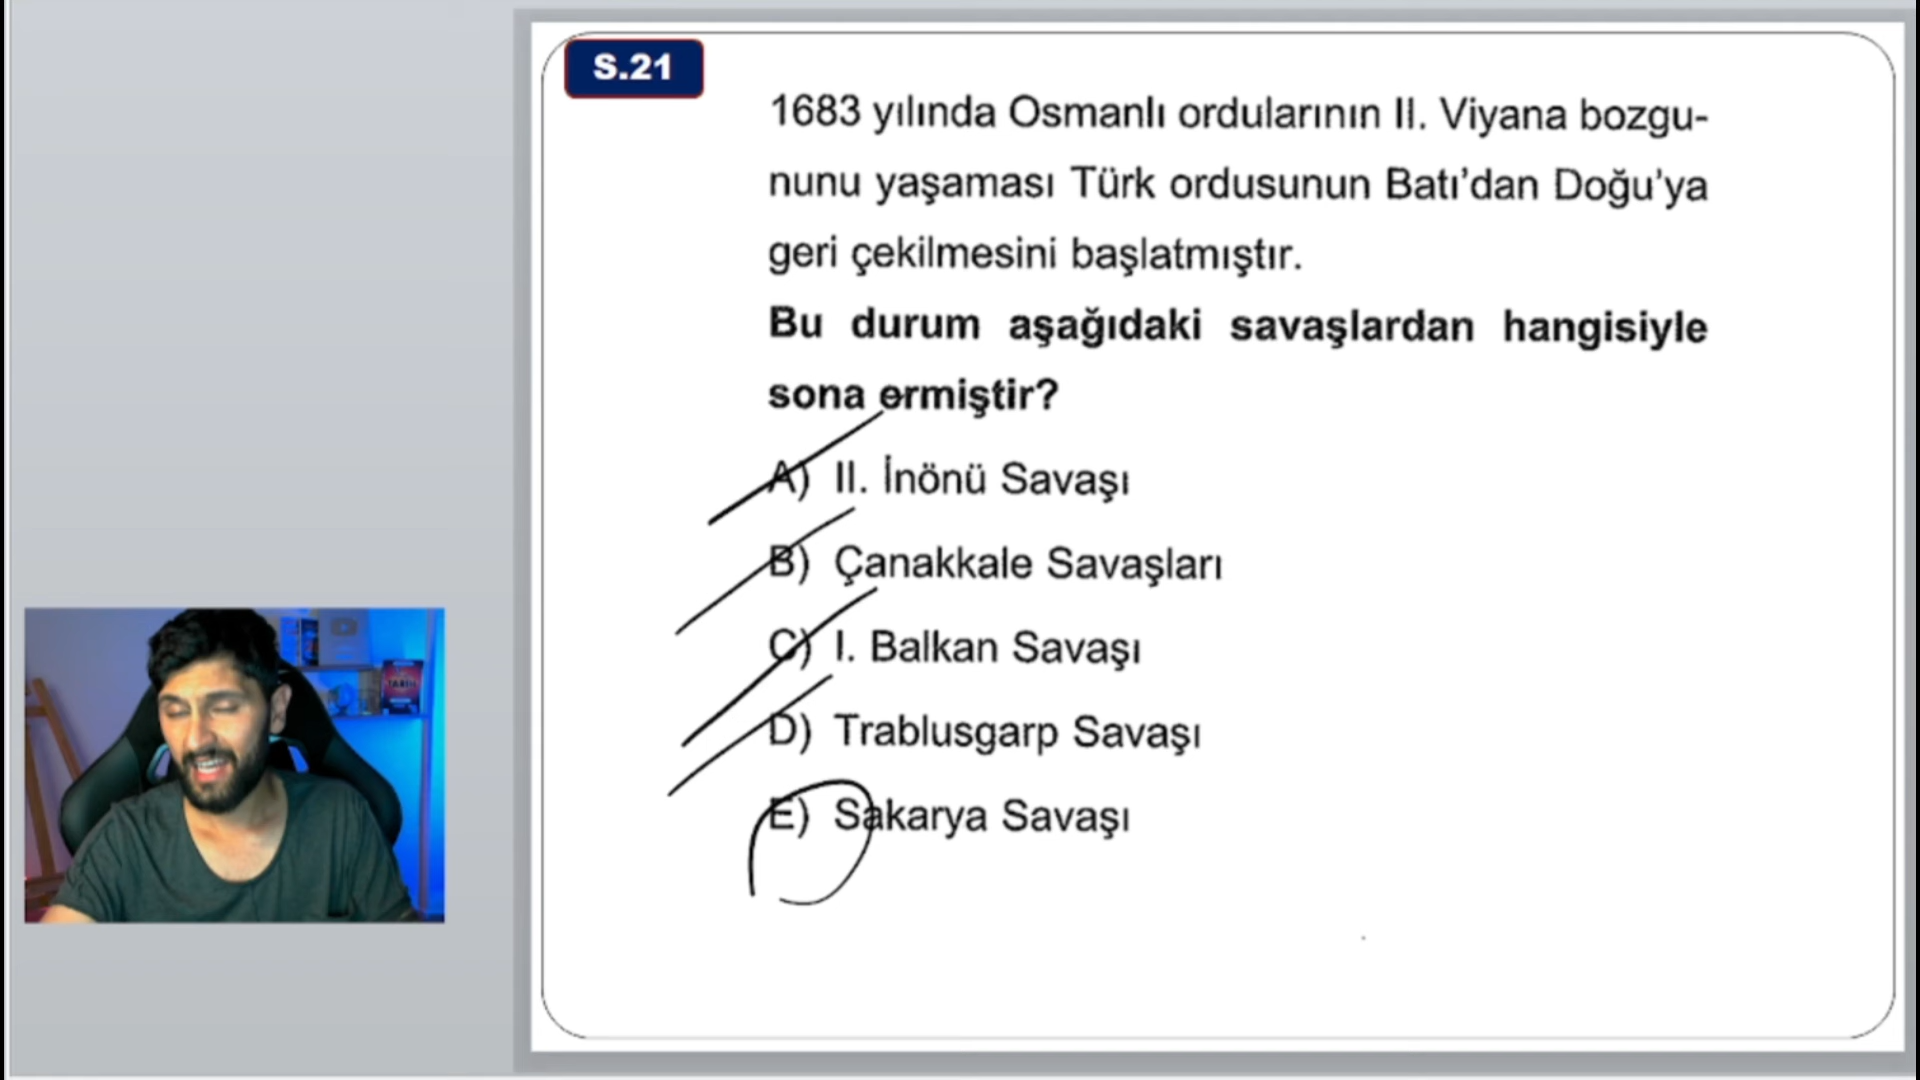 S.21
1683 yılında Osmanlı ordularının II. Viyana bozgu-
nunu yaşaması Türk ordusunun Batı'dan Doğu'ya
geri çekilmesini başlatmıştır.
Bu durum aşağıdaki savaşlardan hangisiyle
sona ermiştir?
A) II. İnönü Savaşı
B) Çanakkale Savaşları
C) I. Balkan Savaşı
D) Trablusgarp Savaşı
E) Sakarya Savaşı